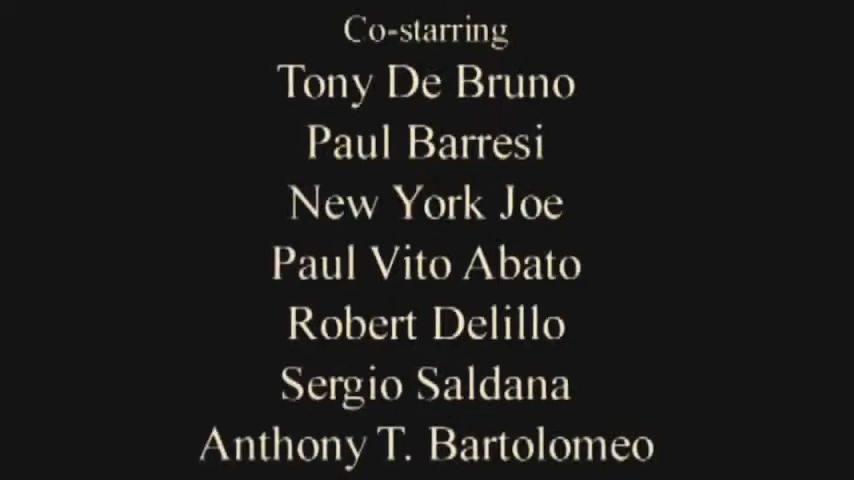 Co-starring
Tony De Bruno
Paul Barresi
New York Joe
Paul Vito Abato
Robert Delillo
Sergio Saldana
Anthony T. Bartolomeo